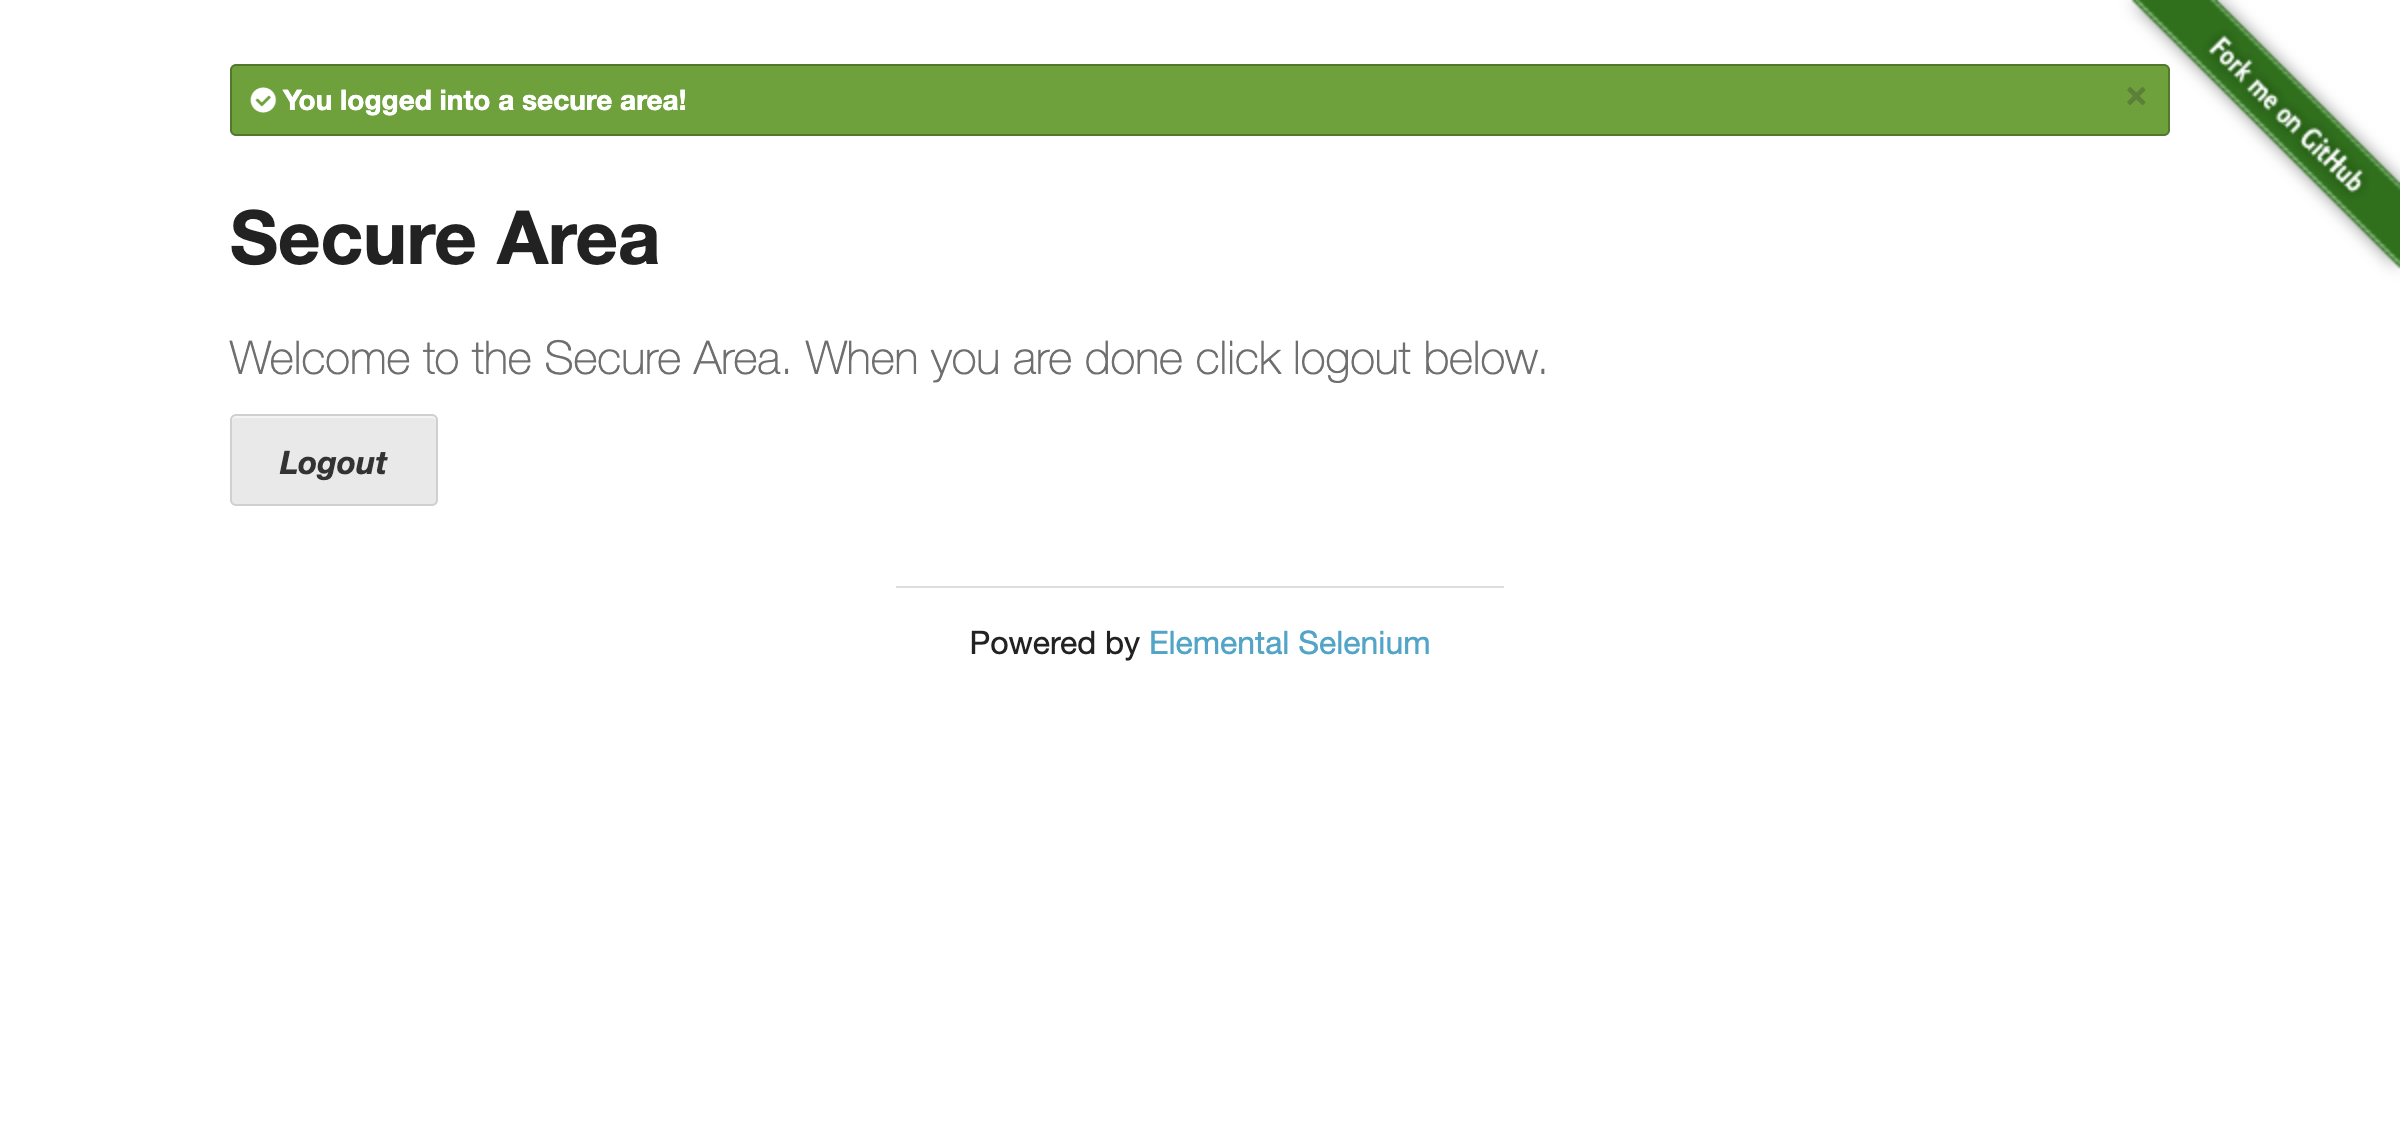 You logged into a secure area!
×
Fork me on GitHub
Secure Area
Welcome to the Secure Area. When you are done click logout below.
Logout
Powered by Elemental Selenium